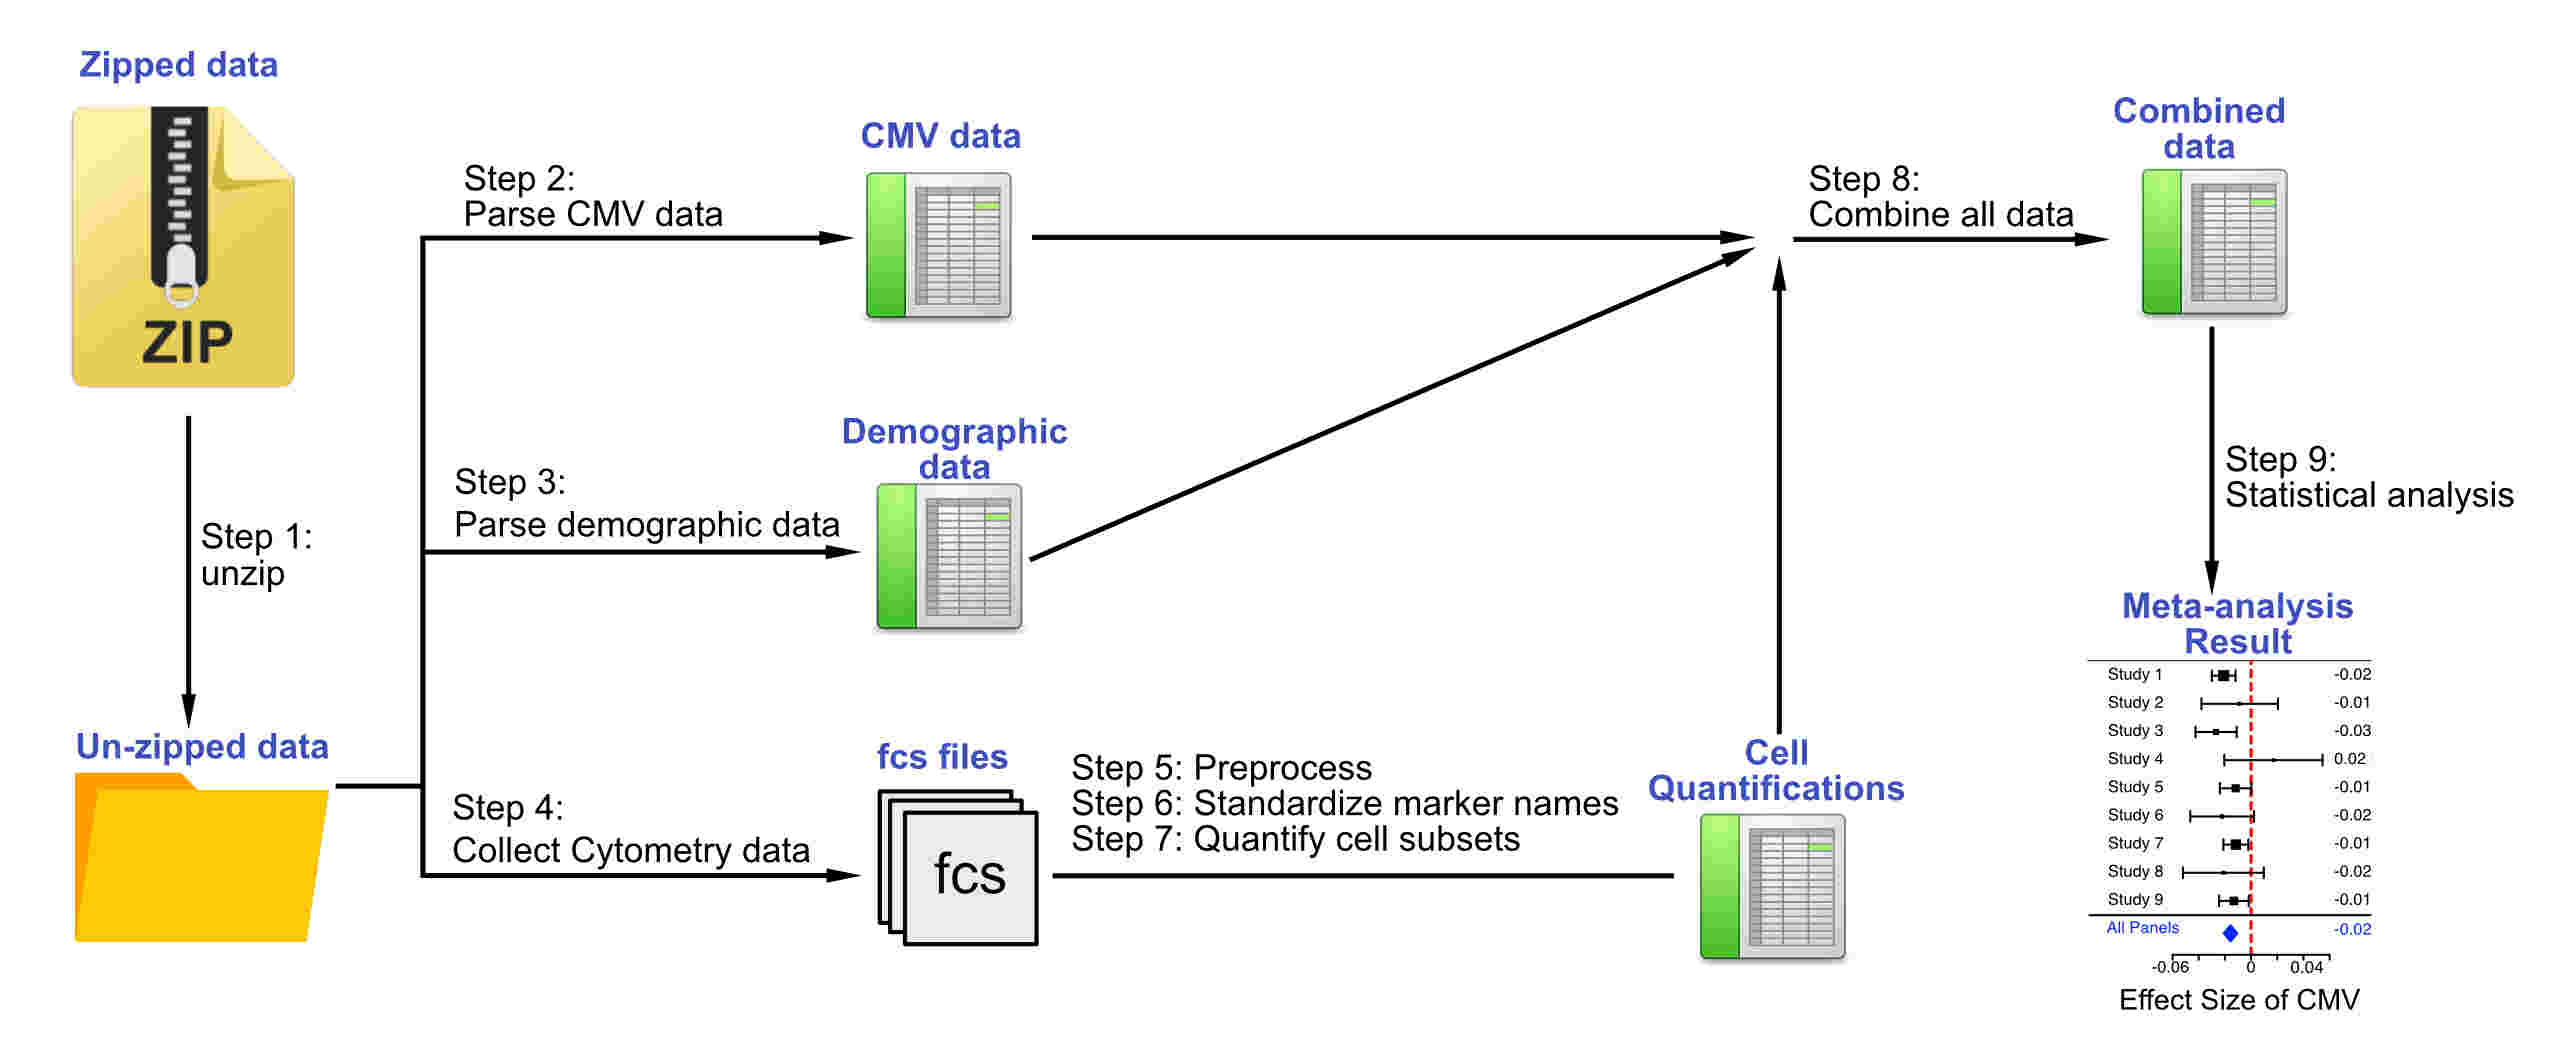 Zipped data
ZIP
Step 1:
unzip
Un-zipped data
Step 2:
Parse CMV data
CMV data
Step 3:
Parse demographic data
Demographic
data
Step 4:
Collect Cytometry data
fcs files
fcs
Step 5: Preprocess
Step 6: Standardize marker names
Step 7: Quantify cell subsets
Cell
Quantifications
Step 8:
Combine all data
Combined
data
Step 9:
Statistical analysis
Meta-analysis
Result
Study 1 -0.02
Study 2 -0.01
Study 3 -0.03
Study 4 0.02
Study 5 -0.01
Study 6 -0.02
Study 7 -0.01
Study 8 -0.02
Study 9 -0.01
All Panels -0.02
-0.06 0 0.04
Effect Size of CMV